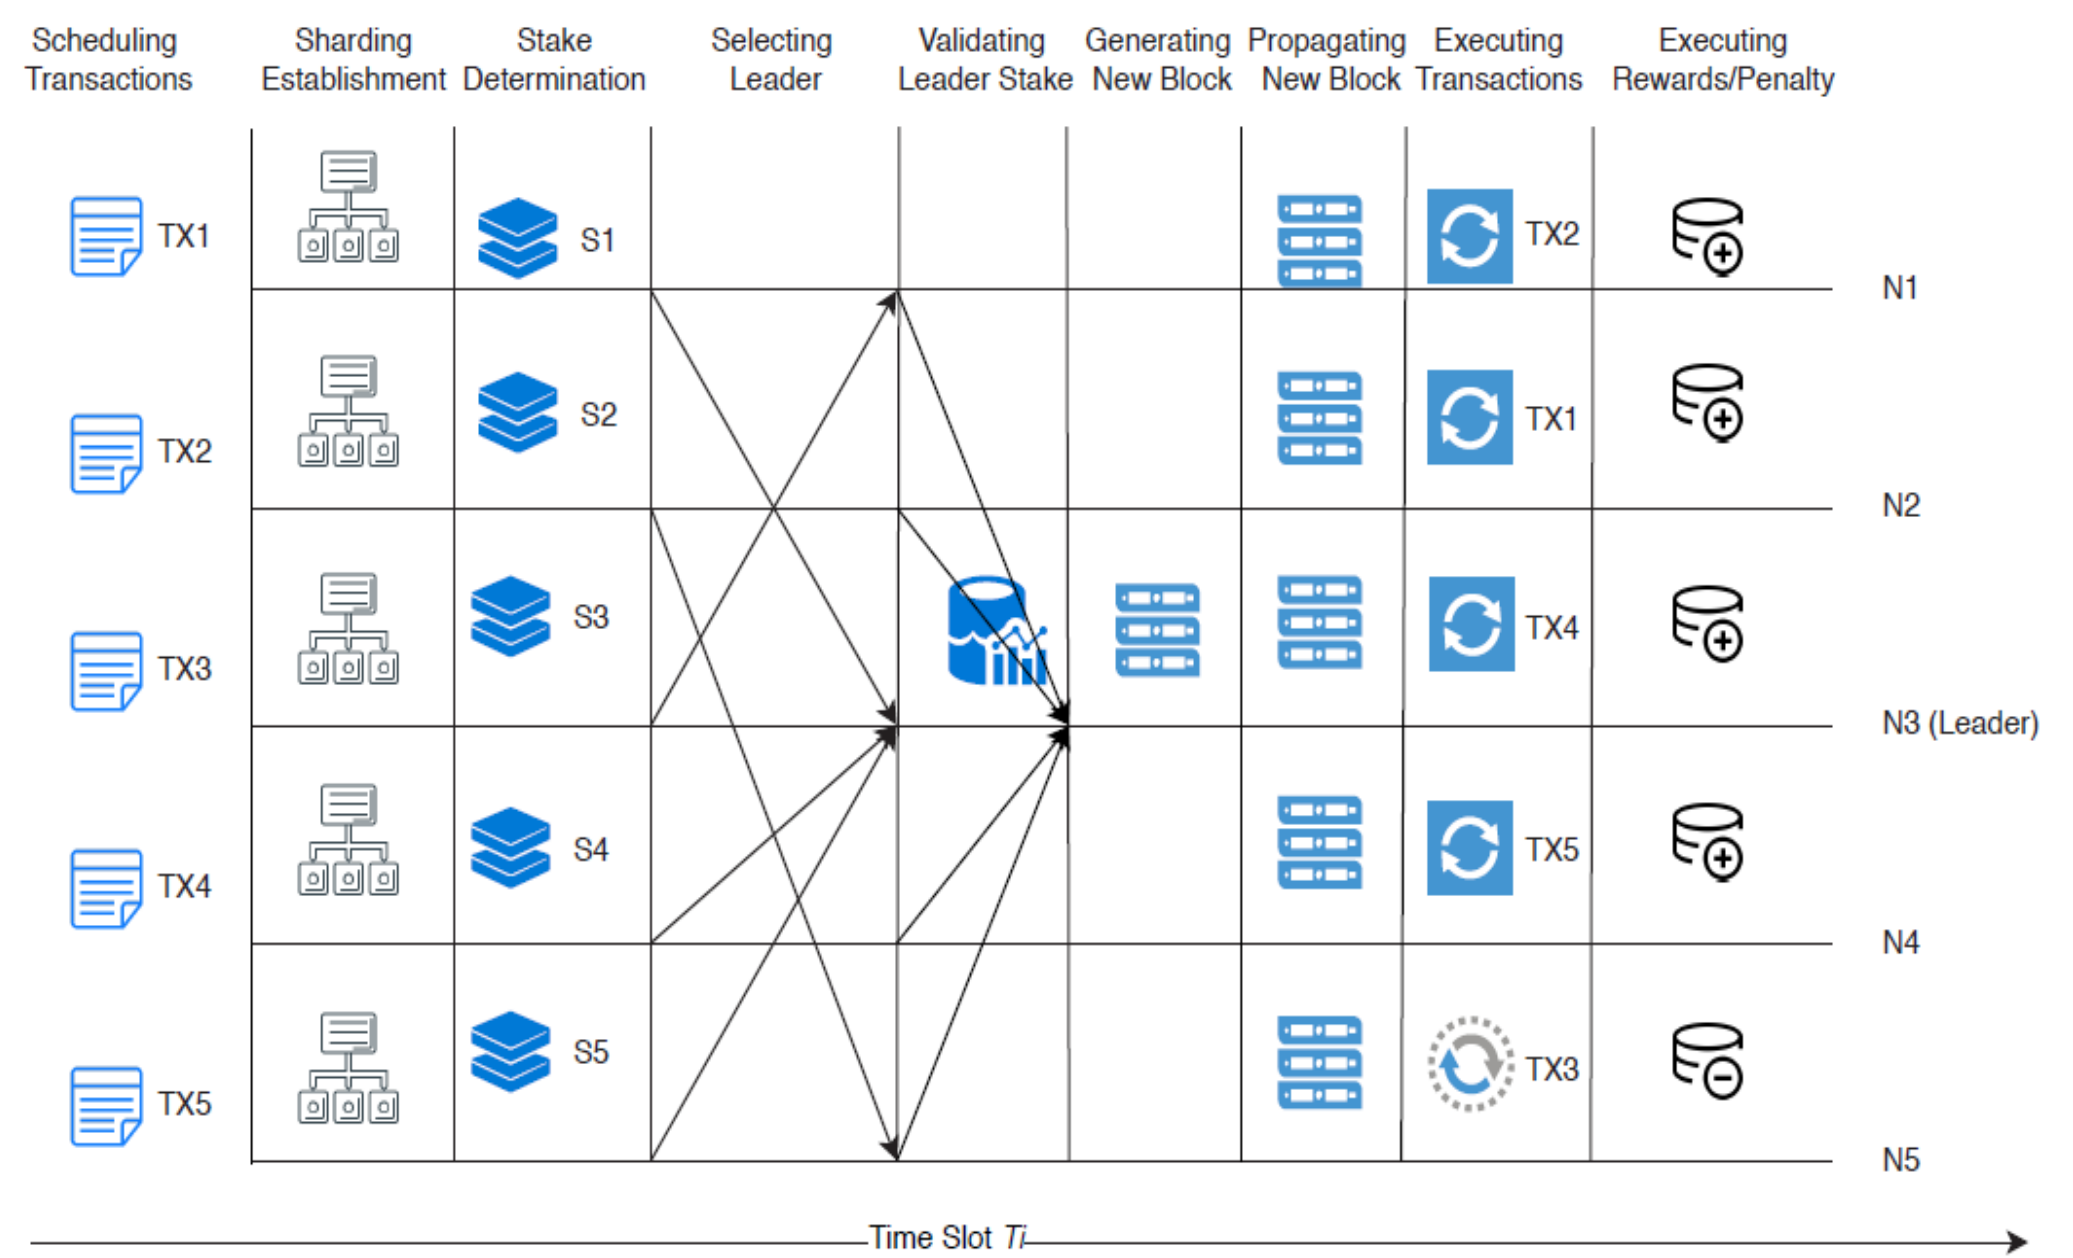 Scheduling
Transactions
Sharding
Establishment
Stake
Determination
Selecting
Leader
Validating
Leader Stake
Generating
New Block
Propagating
New Block
Executing
Transactions
Executing
Rewards/Penalty
TX1
S1
TX2
N1
TX2
S2
TX1
N2
TX3
S3
TX4
N3 (Leader)
TX4
S4
TX5
N4
TX5
S5
TX3
N5
Time Slot Ti